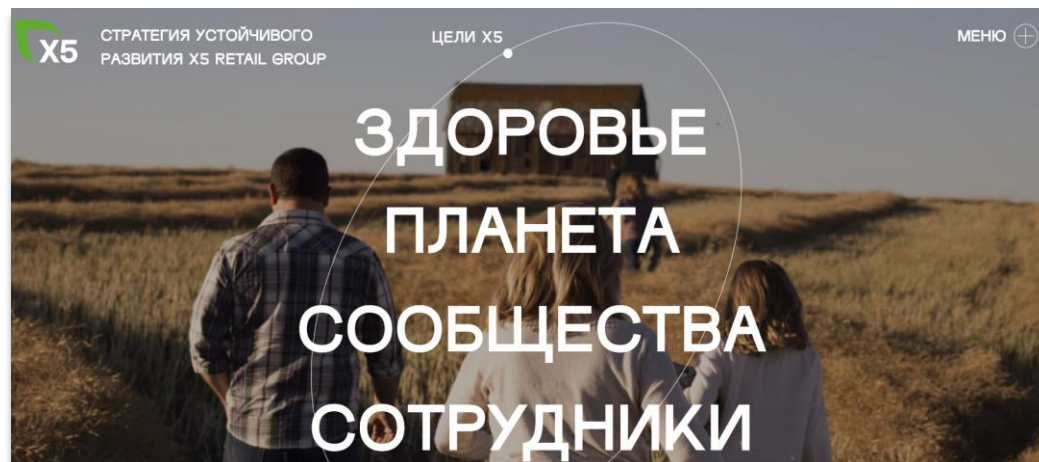 X5
СТРАТЕГИЯ УСТОЙЧИВОГО
РАЗВИТИЯ X5 RETAIL GROUP
ЦЕЛИ X5
МЕНЮ
ЗДОРОВЬЕ
ПЛАНЕТА
СООБЩЕСТВА
СОТРУДНИКИ